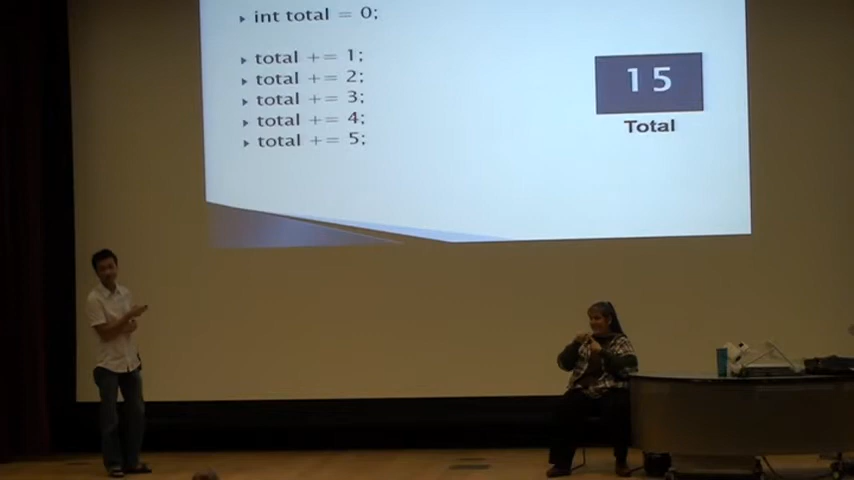 int total = 0;
total += 1;
total += 2;
total += 3;
total += 4;
total += 5;
15
Total